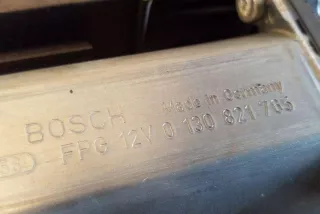 BOSCH Made in Germany
FPG 12V 0 130 821 765